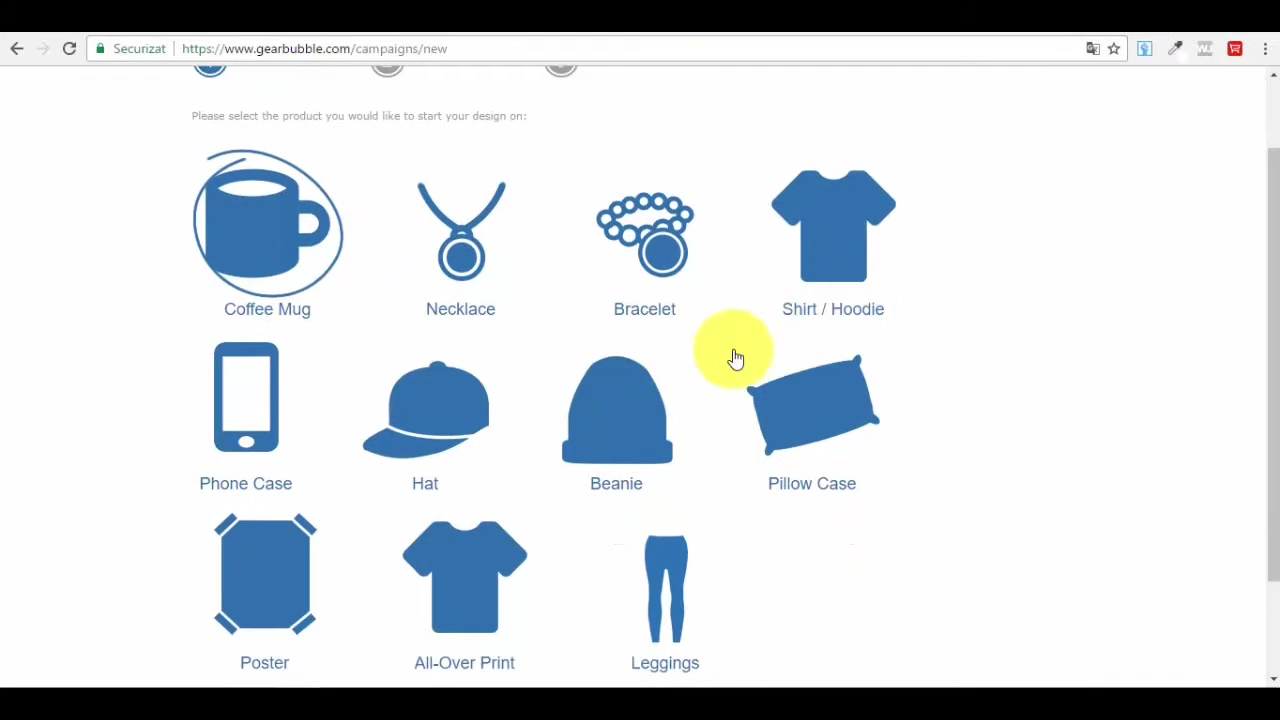 Securizat
https://www.gearbubble.com/campaigns/new
Please select the product you would like to start your design on:
Coffee Mug
Necklace
Bracelet
Shirt / Hoodie
Phone Case
Hat
Beanie
Pillow Case
Poster
All-Over Print
Leggings